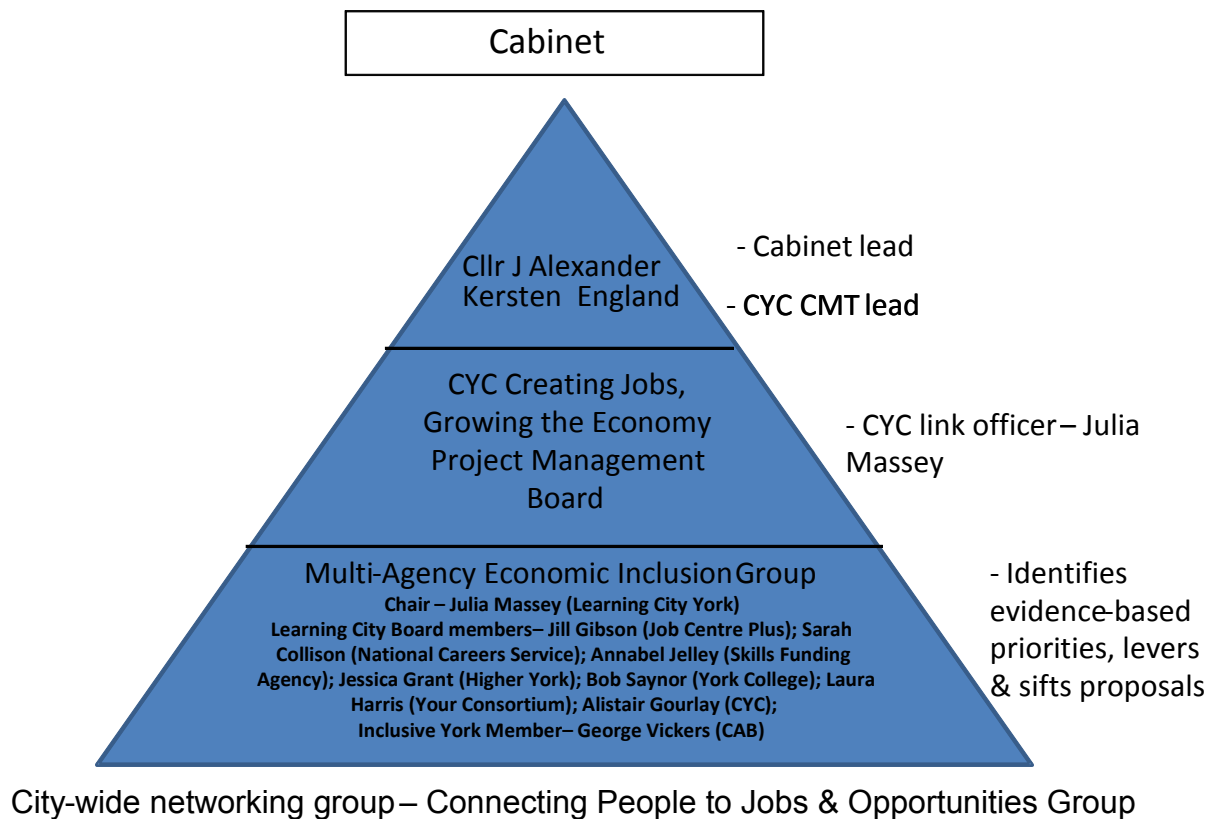 Cabinet
Cllr J Alexander
Kersten England
- Cabinet lead
- CYC CMT lead
CYC Creating Jobs,
Growing the Economy
Project Management
Board
- CYC link officer – Julia
Massey
Multi-Agency Economic Inclusion Group
Chair – Julia Massey (Learning City York)
Learning City Board members– Jill Gibson (Job Centre Plus); Sarah
Collison (National Careers Service); Annabel Jelley (Skills Funding
Agency); Jessica Grant (Higher York); Bob Saynor (York College); Laura
Harris (Your Consortium); Alistair Gourlay (CYC);
Inclusive York Member– George Vickers (CAB)
- Identifies
evidence-based
priorities, levers
& sifts proposals
City-wide networking group – Connecting People to Jobs & Opportunities Group